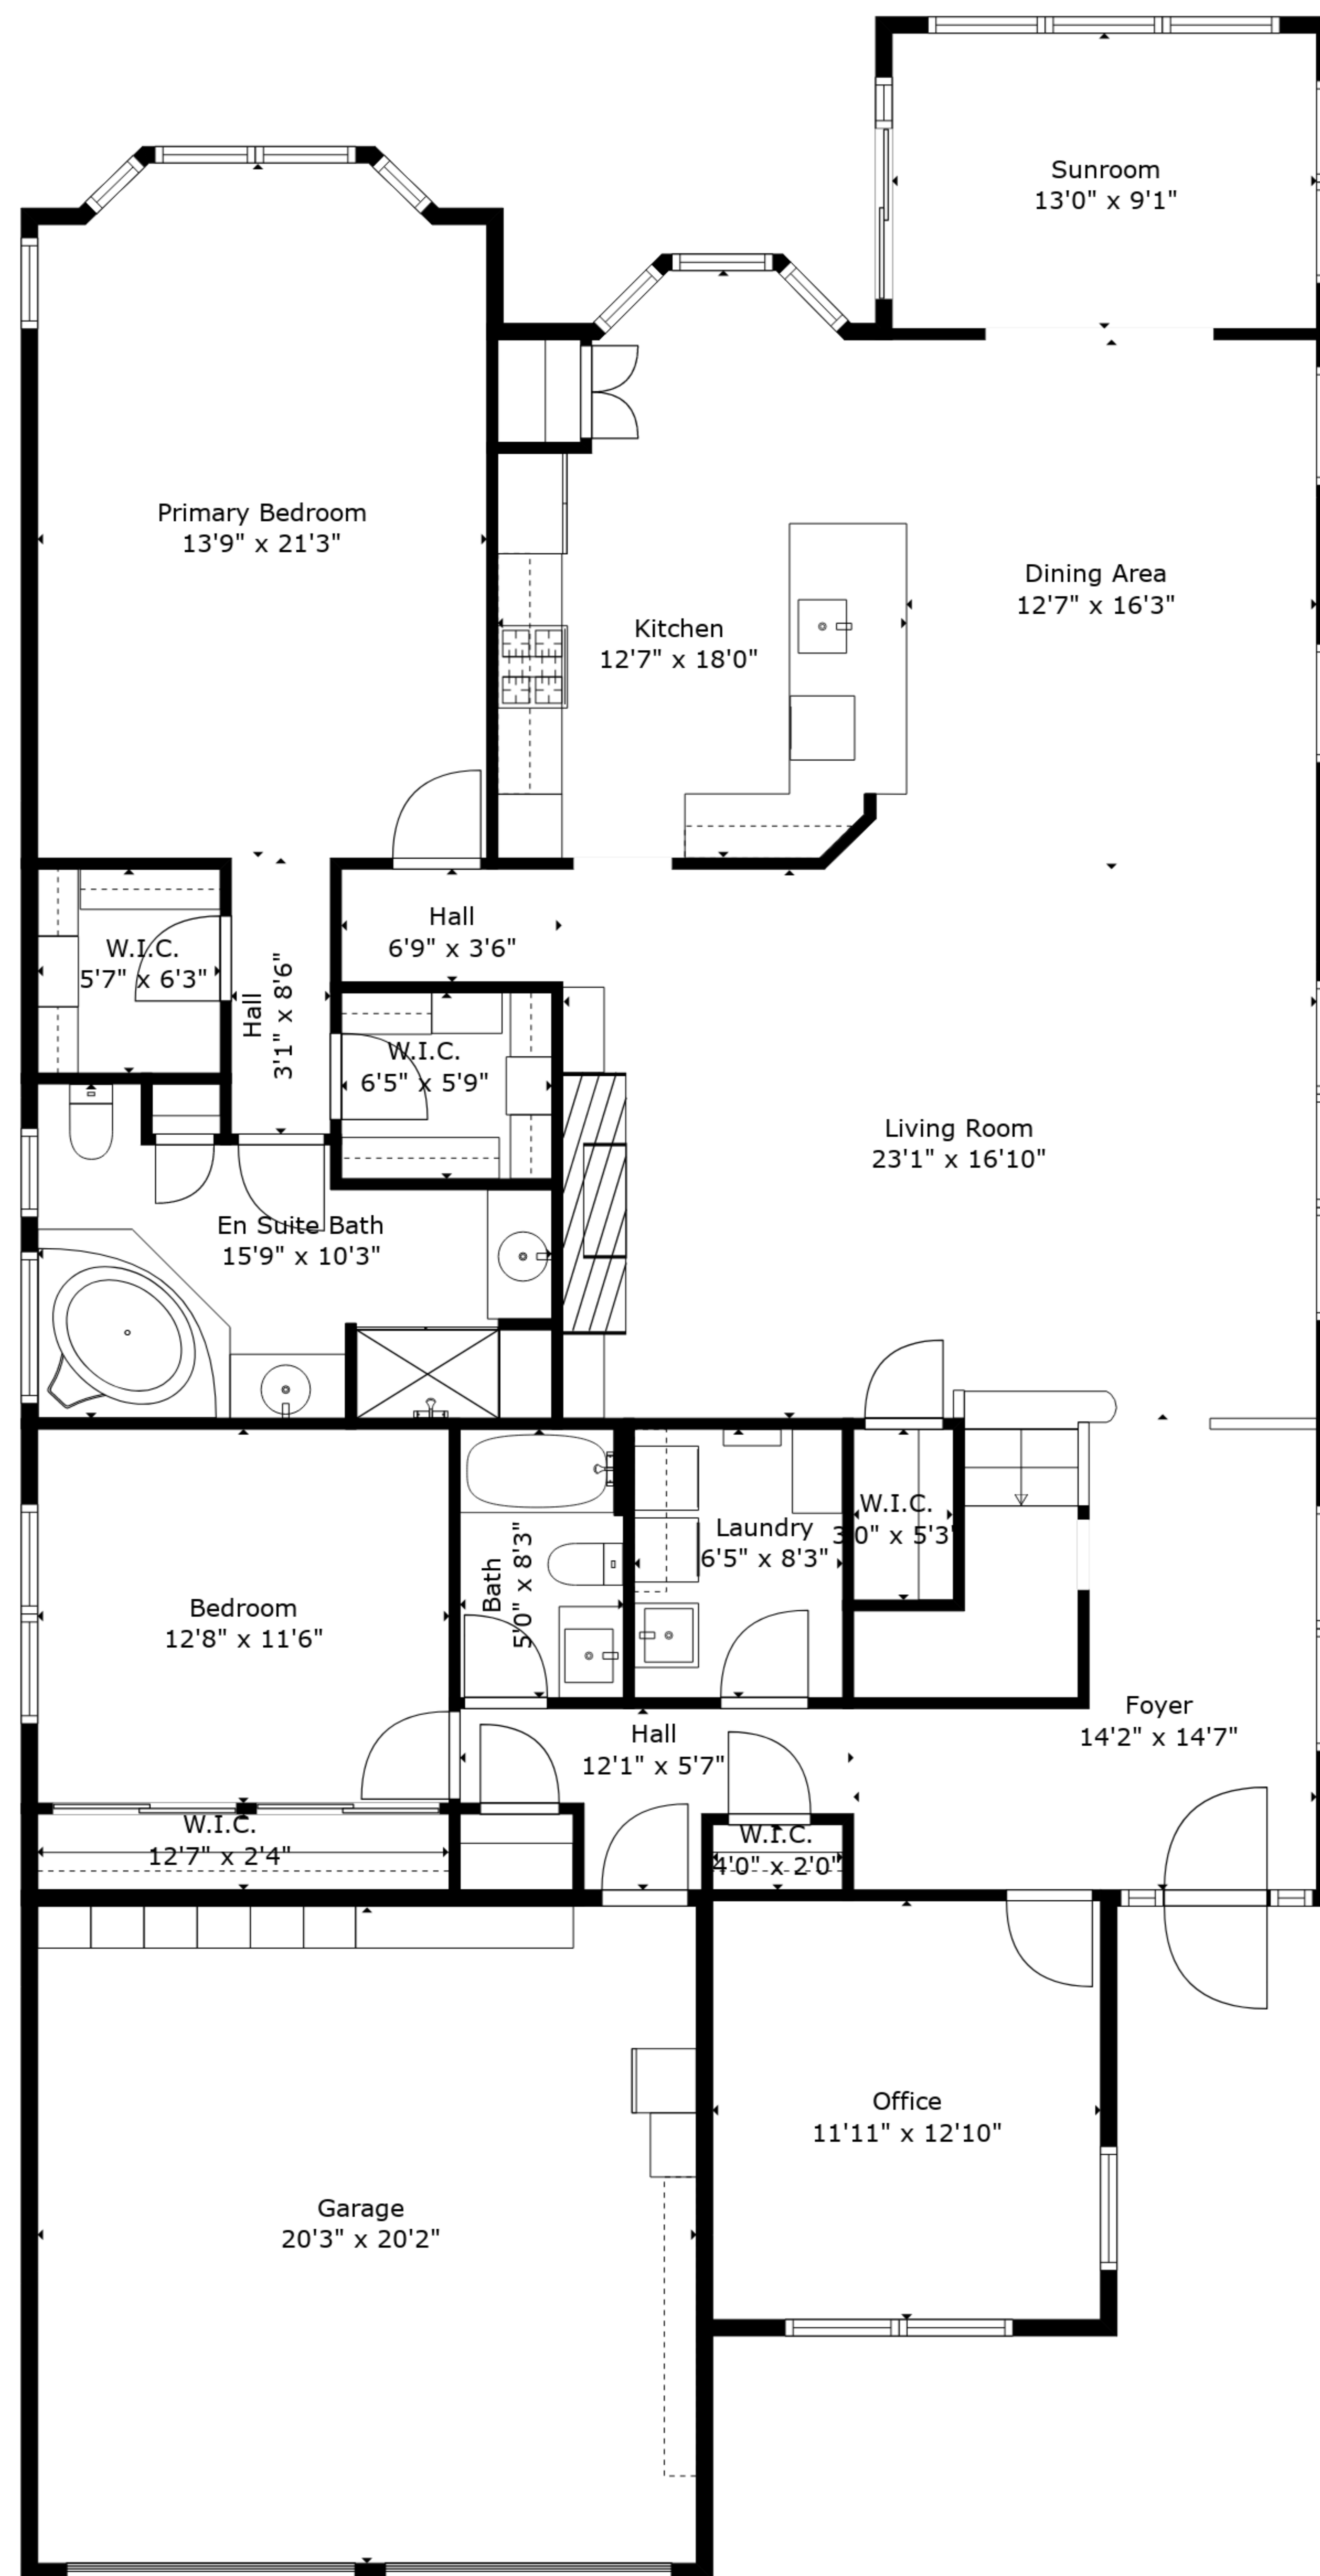 Sunroom
13'0" x 9'1"
Primary Bedroom
13'9" x 21'3"
Dining Area
12'7" x 16'3"
Kitchen
12'7" x 18'0"
Hall
6'9" x 3'6"
W.I.C.
5'7" x 6'3"
Hall
3'1" x 8'6"
W.I.C.
6'5" x 5'9"
Living Room
23'1" x 16'10"
En Suite Bath
15'9" x 10'3"
W.I.C.
3'0" x 5'3"
Laundry
6'5" x 8'3"
Bath
5'0" x 8'3"
Bedroom
12'8" x 11'6"
Foyer
14'2" x 14'7"
Hall
12'1" x 5'7"
W.I.C.
12'7" x 2'4"
W.I.C.
4'0" x 2'0"
Office
11'11" x 12'10"
Garage
20'3" x 20'2"